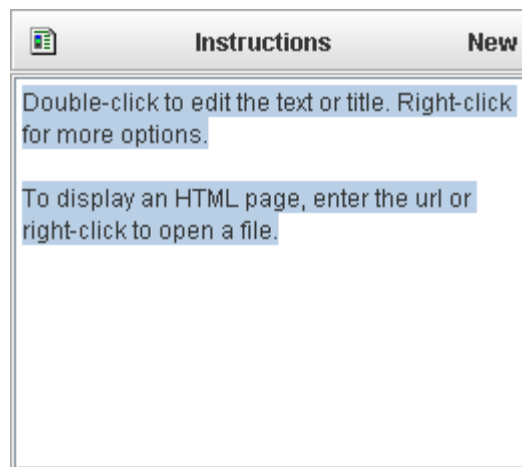 Instructions New
Double-click to edit the text or title. Right-click
for more options.
To display an HTML page, enter the url or
right-click to open a file.